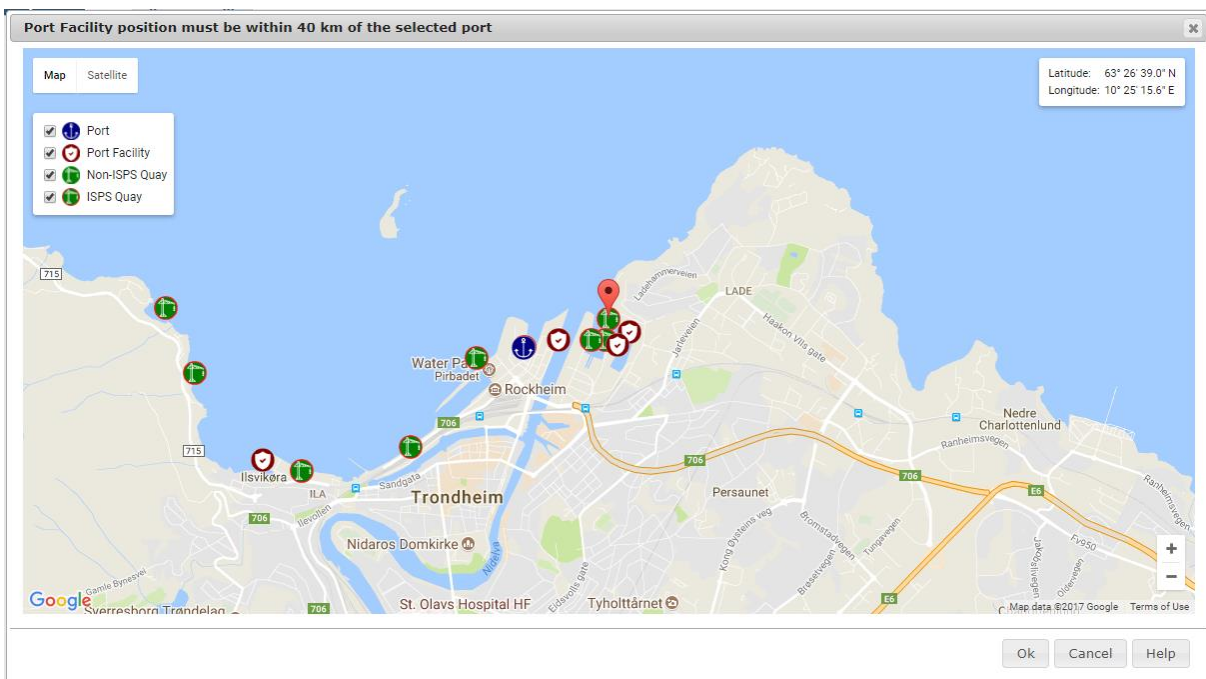 Port Facility position must be within 40 km of the selected port
Map Satellite
Latitude: 63° 26' 39.0" N
Longitude: 10° 25' 15.6" E
Port
Port Facility
Non-ISPS Quay
ISPS Quay
715
Ladehammerveien
LADE
Haakon VIIs gate
Jarleveien
Water Pa
Pirbadet
Rockheim
706
Nedre
Charlottenlund
Ranheimsvegen
715
Ilsvikøra
ILA
Sandgata
706
706
E6
Ranheimsvegen
Trondheim
Persaunet
706
Ilevollen
Nidaros Domkirke
Nidelva
Kong Øysteins veg
Bromstadvegen
Tungavegen
Brøsetvegen
Jakobslivegen
Fv950
Oldervegen
Gamle Bynesvei
Google
Sverresborg Trøndelag
706
St. Olavs Hospital HF
Eidsvolls gate
Tyholttårnet
E6
Map data ©2017 Google Terms of Use
Ok Cancel Help